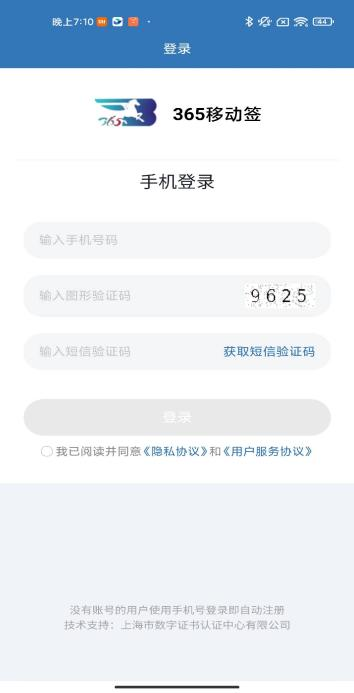 晚上7:10
44
登录
365
365移动签
手机登录
输入手机号码
输入图形验证码 9625
输入短信验证码 获取短信验证码
登录
我已阅读并同意《隐私协议》和《用户服务协议》
没有账号的用户使用手机号登录即自动注册
技术支持：上海市数字证书认证中心有限公司